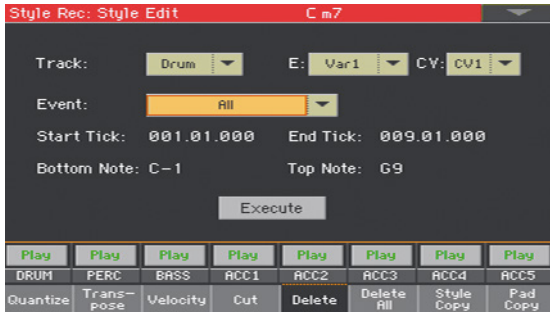 Style Rec: Style Edit C m7
Track: Drum E: Var1 CV: CV1
Event: All
Start Tick: 001.01.000 End Tick: 009.01.000
Bottom Note: C-1 Top Note: G9
Execute
Play Play Play Play Play Play Play Play
DRUM PERC BASS ACC1 ACC2 ACC3 ACC4 ACC5
Quantize Trans-pose Velocity Cut Delete Delete All Style Copy Pad Copy